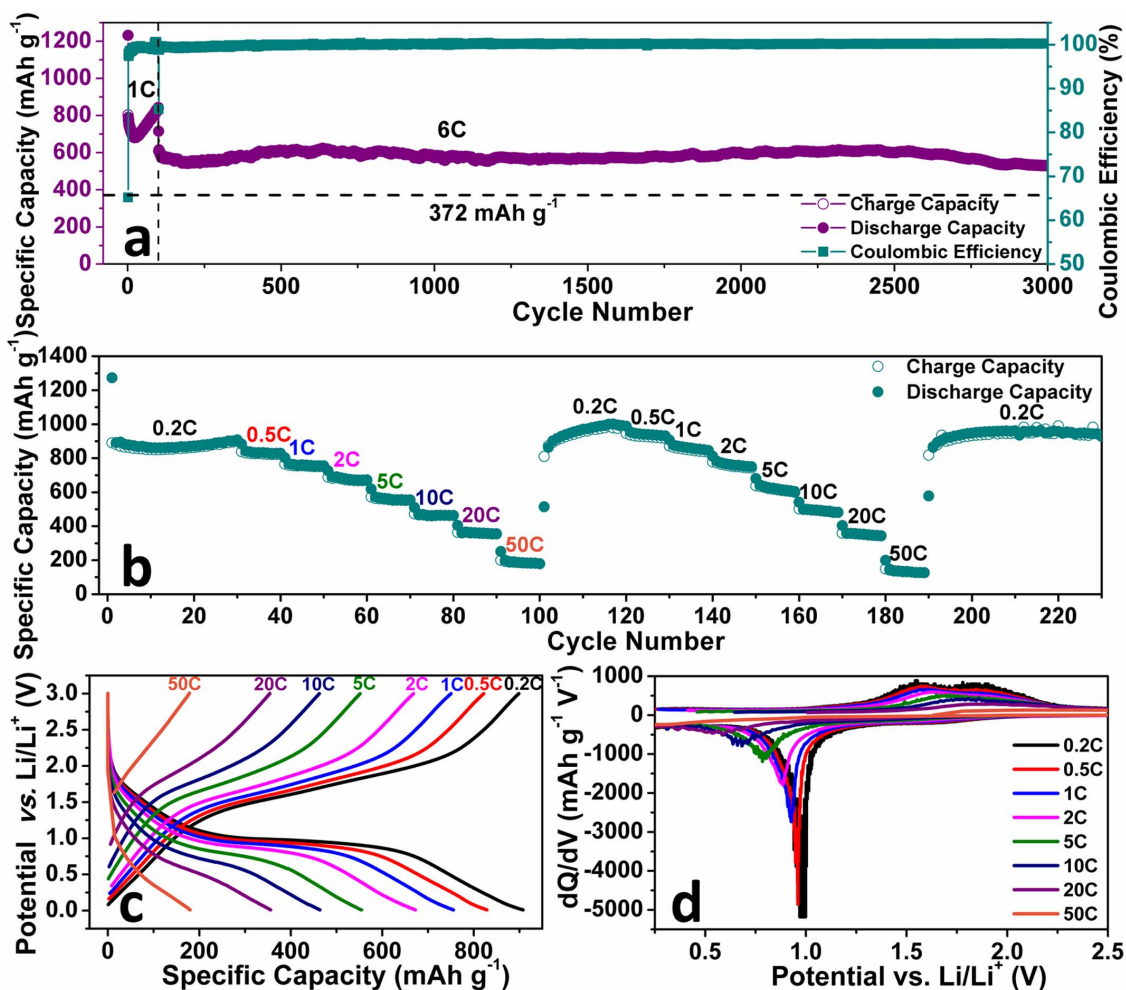 Specific Capacity (mAh g-1)
1200
1000
800
600
400
200
0
1C
6C
372 mAh g-1
Charge Capacity
Discharge Capacity
Coulombic Efficiency
a
100
90
80
70
60
50
Coulombic Efficiency (%)
0 500 1000 1500 2000 2500 3000
Cycle Number
Specific Capacity (mAh g-1)
1400
1200
1000
800
600
400
200
0
Charge Capacity
Discharge Capacity
0.2C 0.5C 1C 2C 5C 10C 20C 50C
0.2C 0.5C 1C 2C 5C 10C 20C 50C
0.2C
b
0 20 40 60 80 100 120 140 160 180 200 220
Cycle Number
Potential vs. Li/Li+ (V)
3.0
2.5
2.0
1.5
1.0
0.5
0.0
50C 20C 10C 5C 2C 1C 0.5C 0.2C
c
0 200 400 600 800
Specific Capacity (mAh g-1)
dQ/dV (mAh g-1 V-1)
1000
0
-1000
-2000
-3000
-4000
-5000
0.2C
0.5C
1C
2C
5C
10C
20C
50C
d
0.5 1.0 1.5 2.0 2.5
Potential vs. Li/Li+ (V)